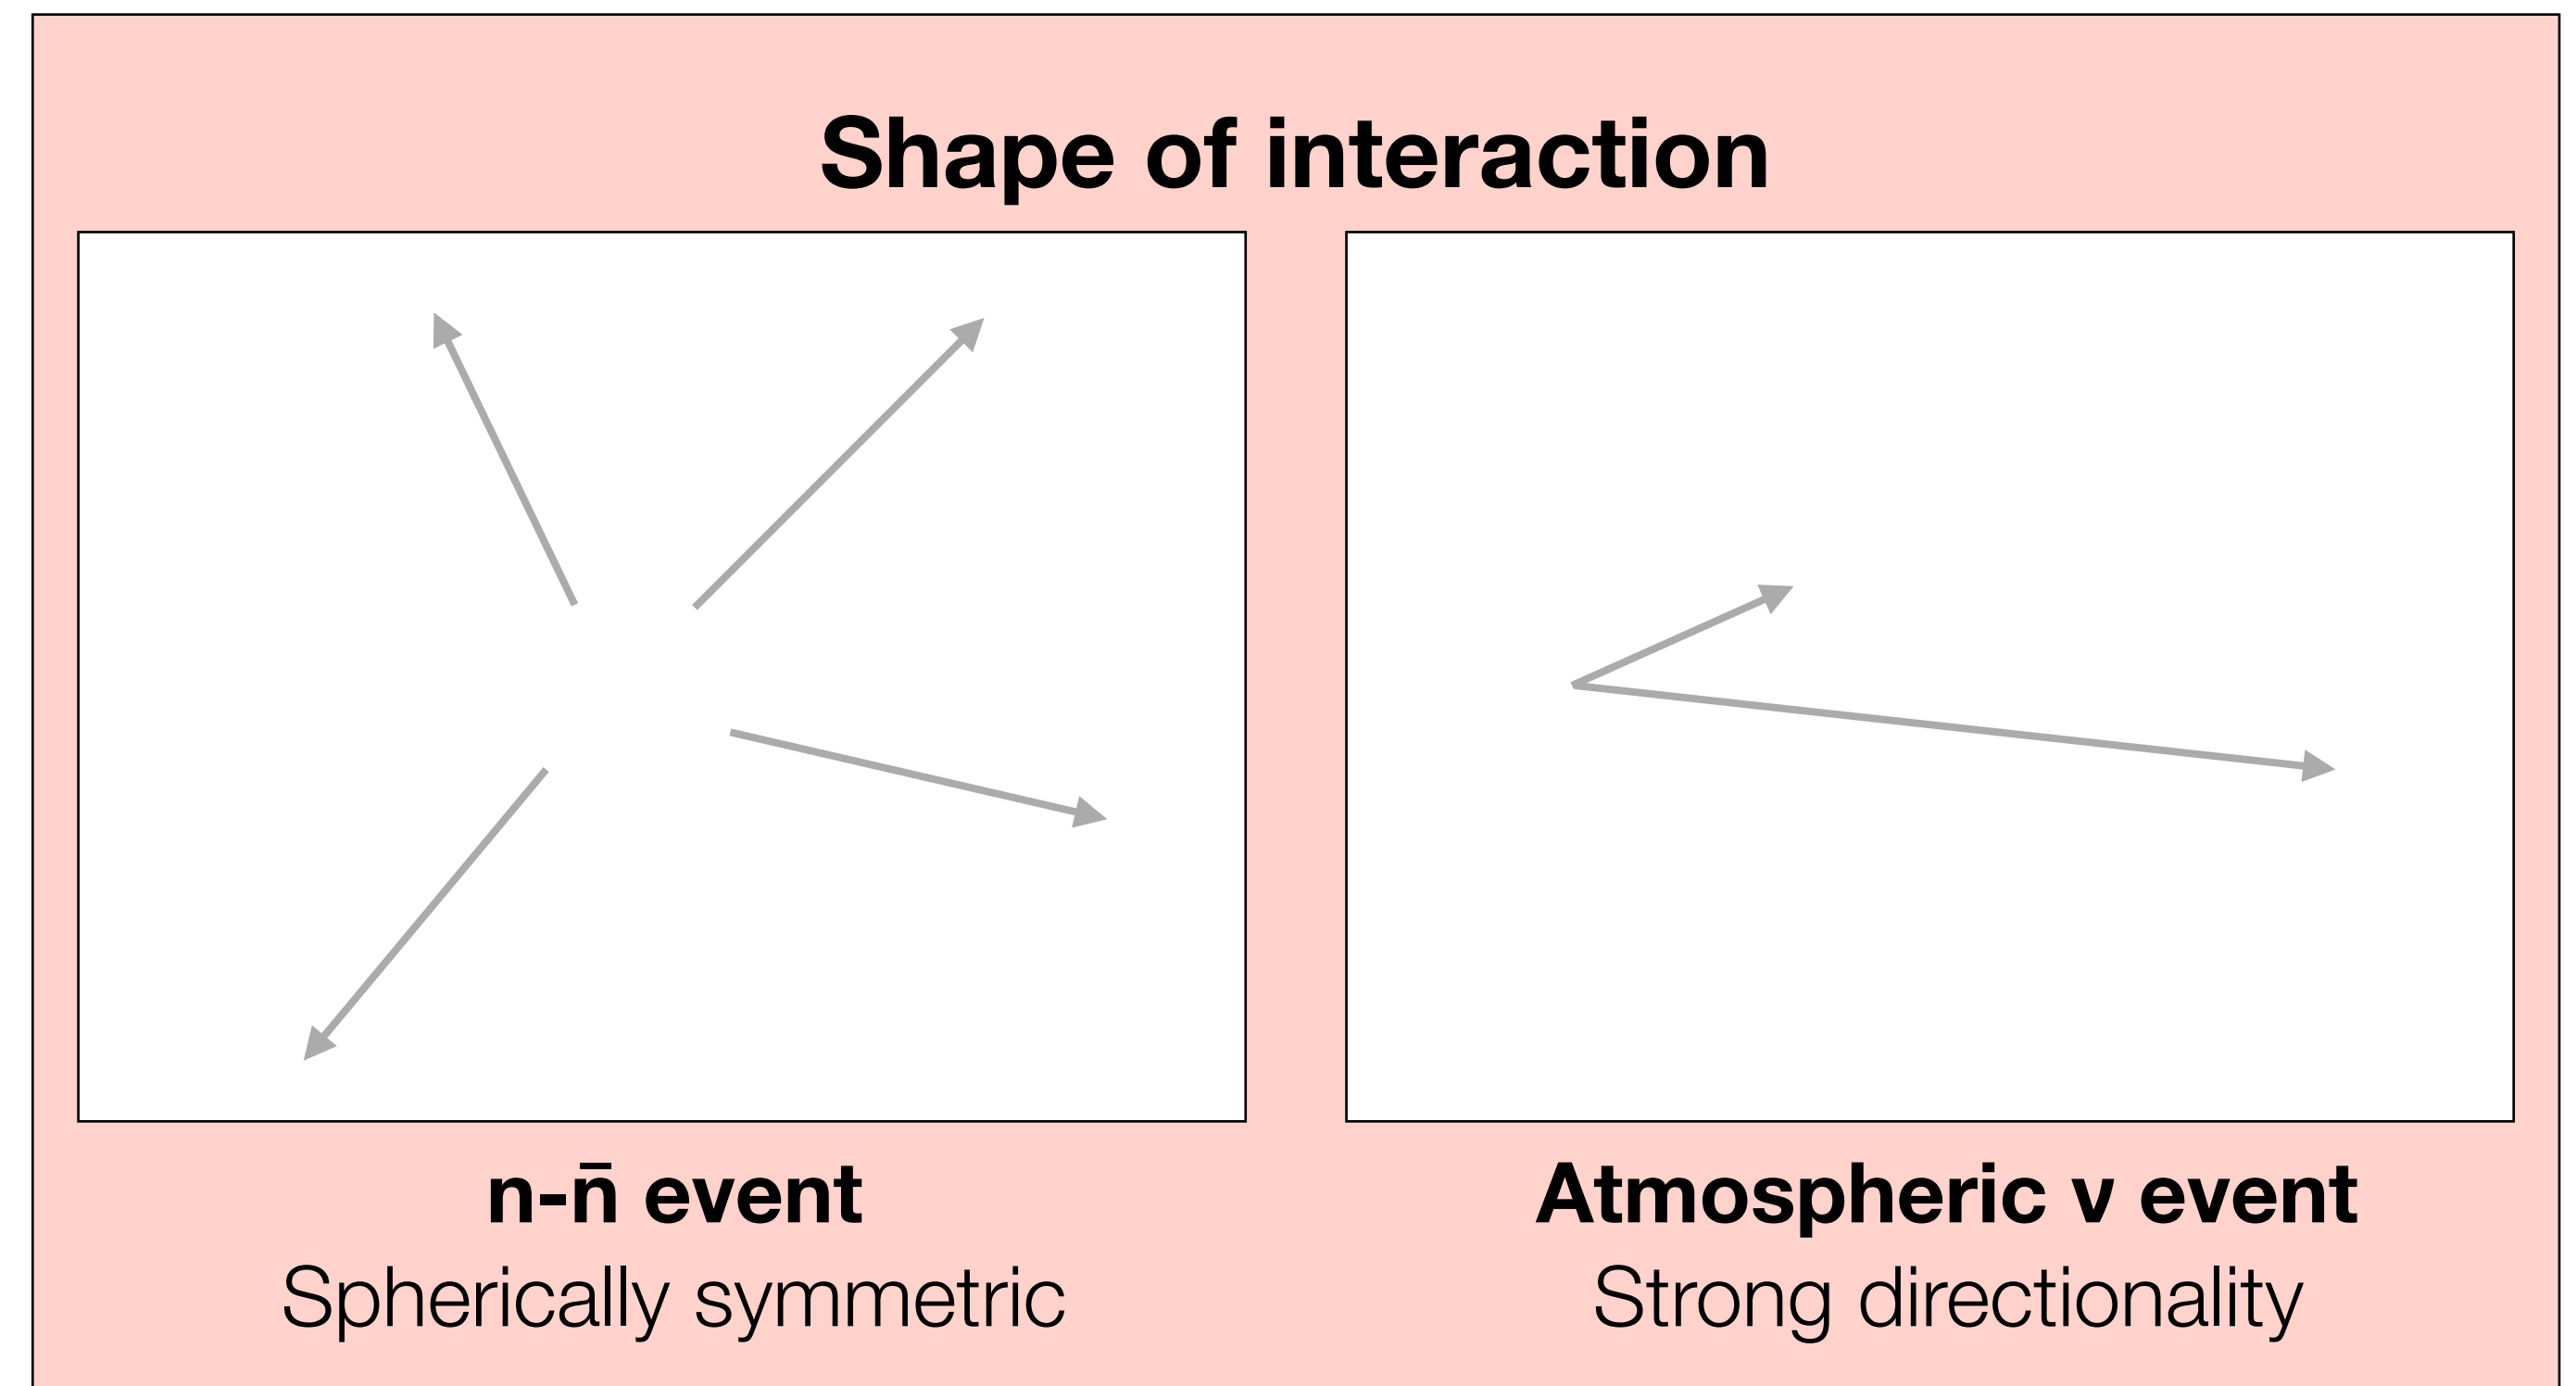 Shape of interaction
n-n̄ event
Atmospheric ν event
Spherically symmetric
Strong directionality